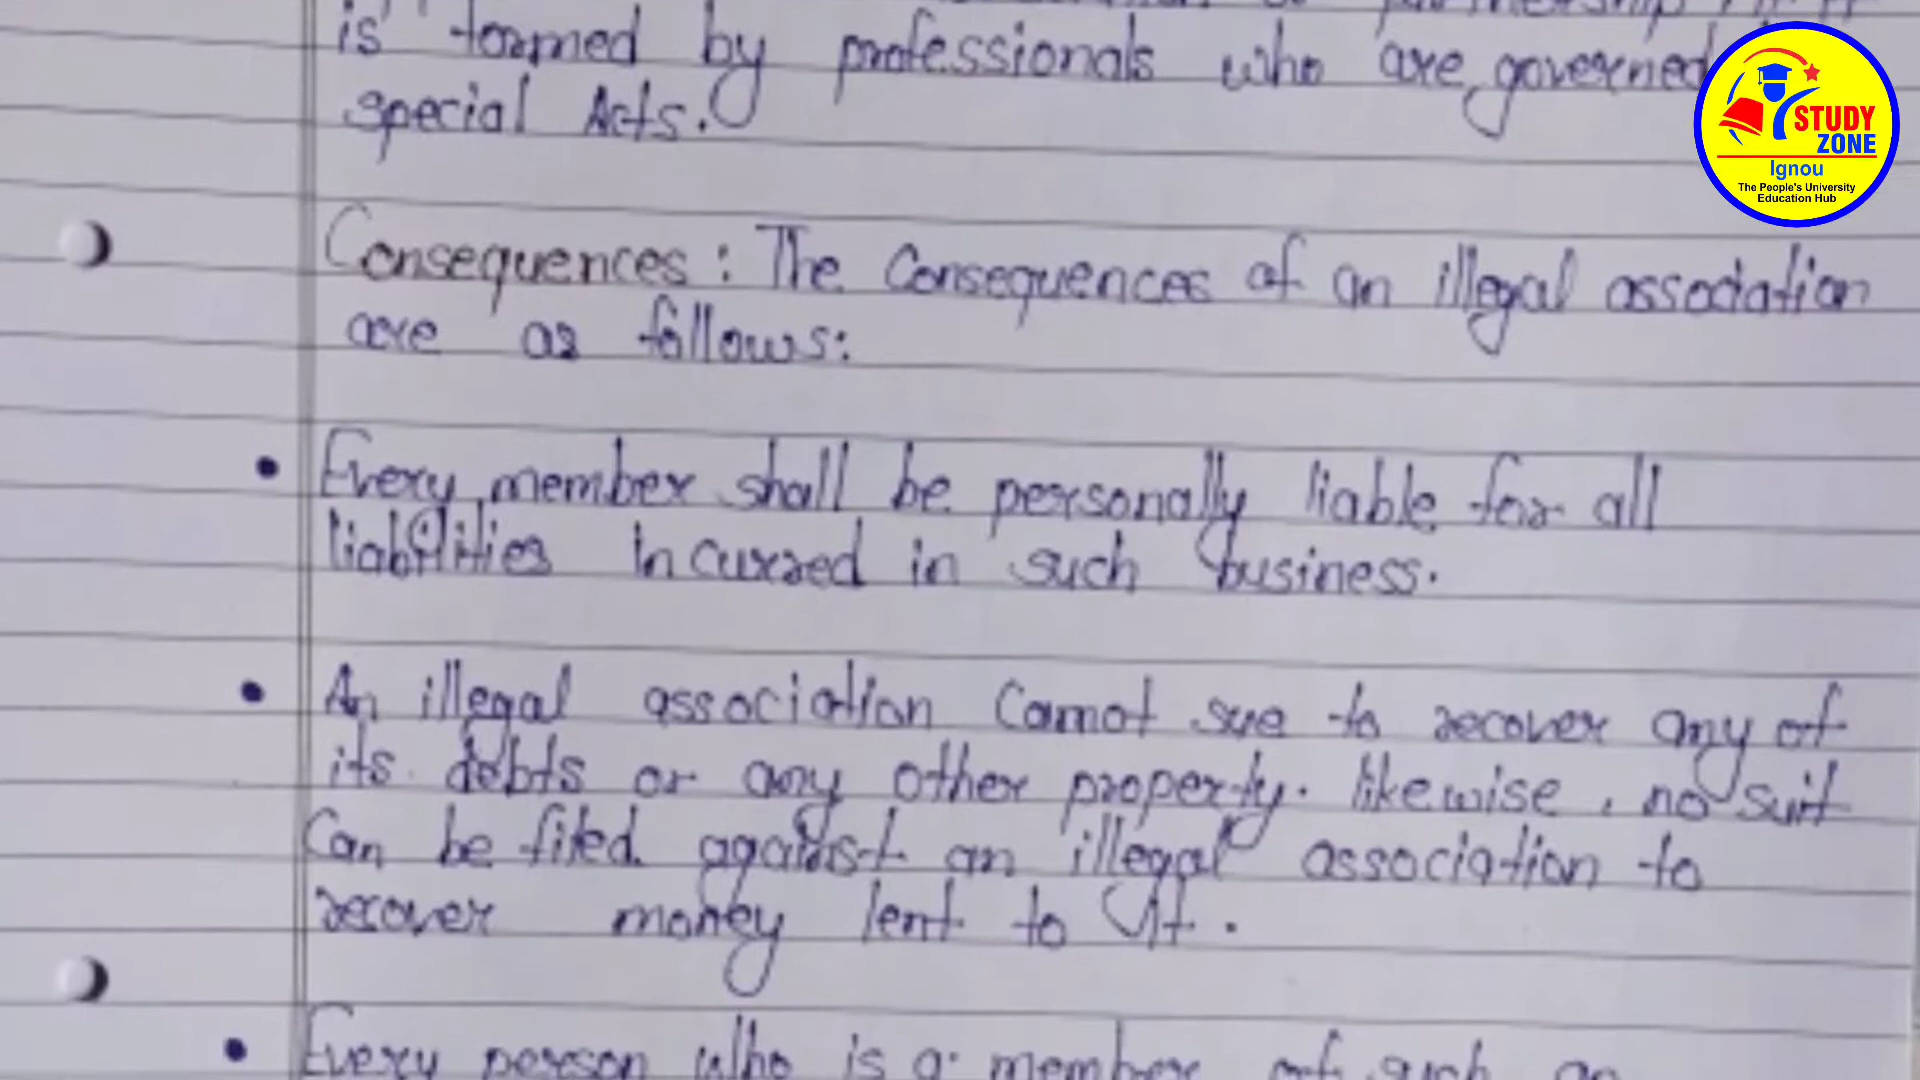 partnership, if it
is formed by professionals who are governed
special Acts.
Consequences : The Consequences of an illegal association
are as follows:
• Every member shall be personally liable for all
liabilities incurred in such business.
• An illegal association Cannot sue to recover any of
its debts or any other property. likewise, no suit
Can be filed against an illegal association to
recover money lent to it.
• Every person who is a member of such an
STUDY
ZONE
Ignou
The People's University
Education Hub